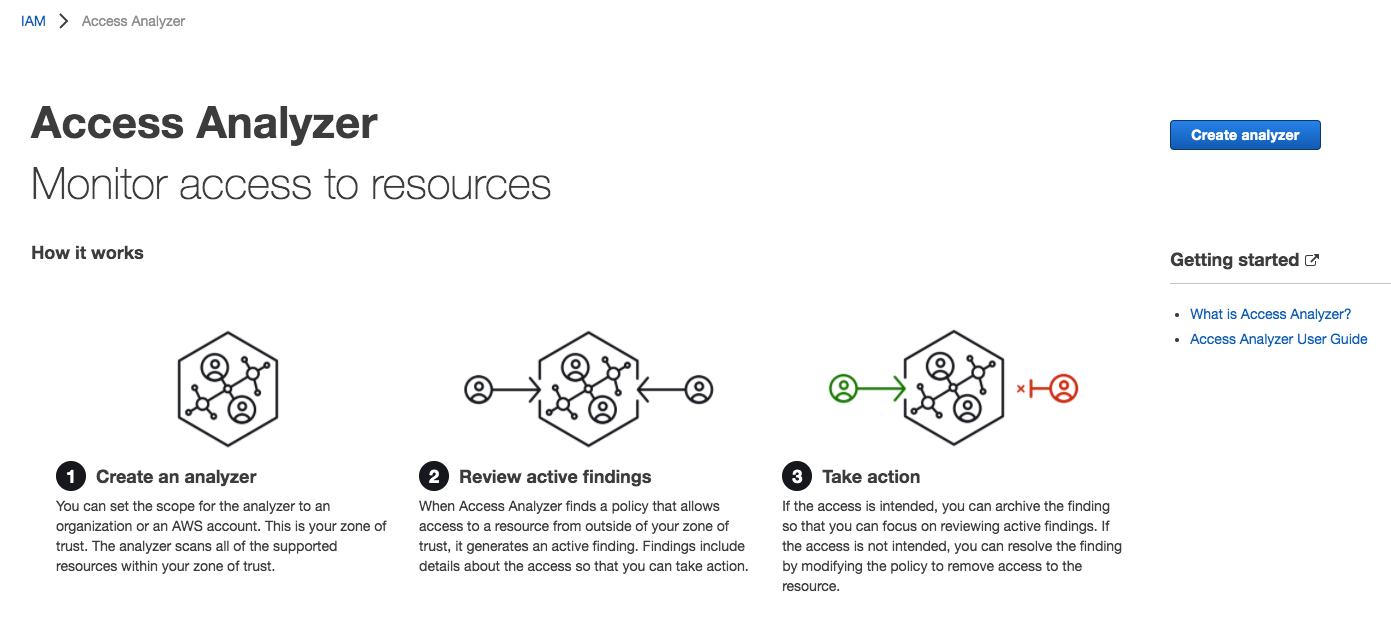 IAM > Access Analyzer
Access Analyzer
Create analyzer
Monitor access to resources
How it works
Getting started
What is Access Analyzer?
Access Analyzer User Guide
1 Create an analyzer
You can set the scope for the analyzer to an
organization or an AWS account. This is your zone of
trust. The analyzer scans all of the supported
resources within your zone of trust.
2 Review active findings
When Access Analyzer finds a policy that allows
access to a resource from outside of your zone of
trust, it generates an active finding. Findings include
details about the access so that you can take action.
3 Take action
If the access is intended, you can archive the finding
so that you can focus on reviewing active findings. If
the access is not intended, you can resolve the finding
by modifying the policy to remove access to the
resource.